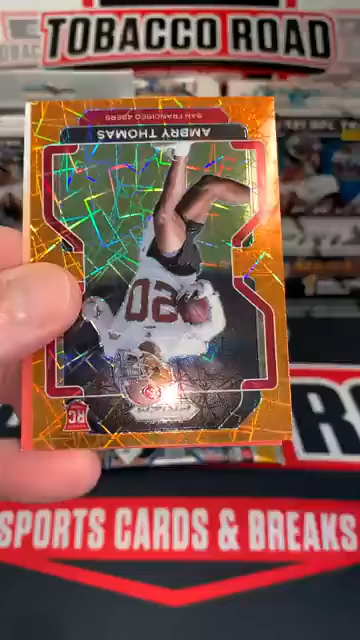 TOBACCO ROAD
SAN FRANCISCO 49ERS
AMBRY THOMAS
20
RC
SPORTS CARDS & BREAKS